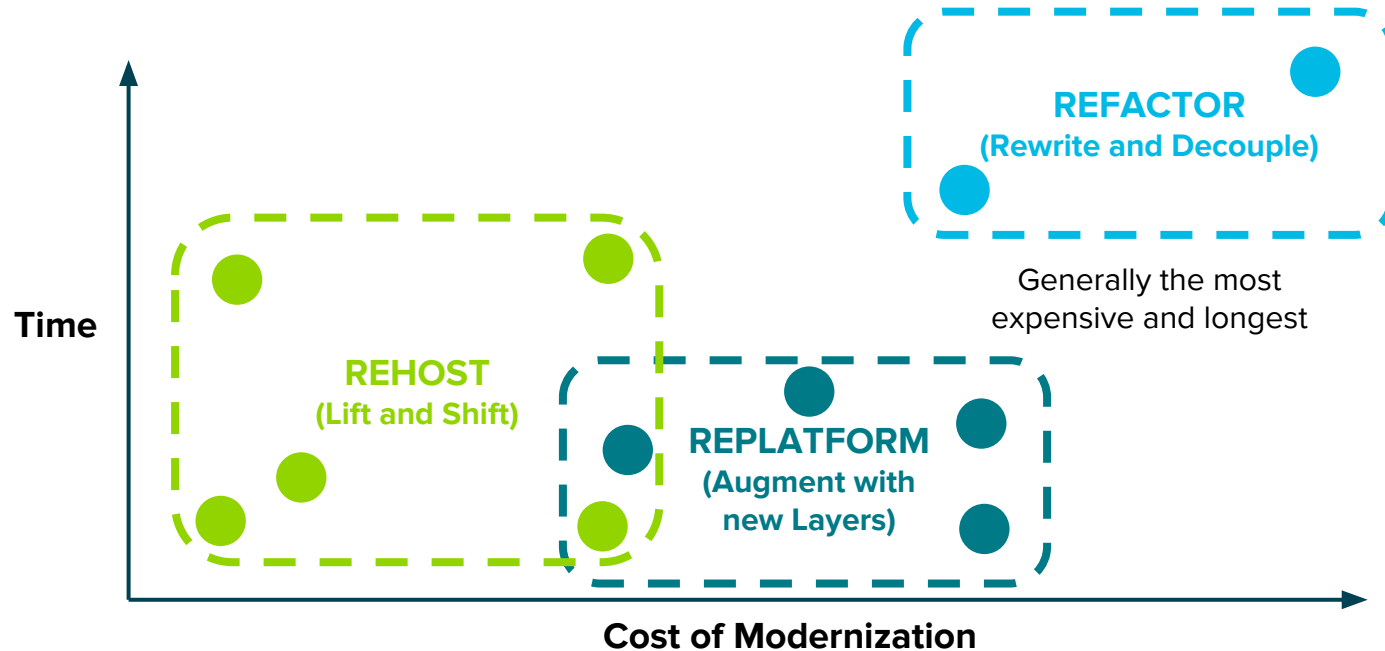 REFACTOR
(Rewrite and Decouple)
Generally the most
expensive and longest
Time
REHOST
(Lift and Shift)
REPLATFORM
(Augment with
new Layers)
Cost of Modernization